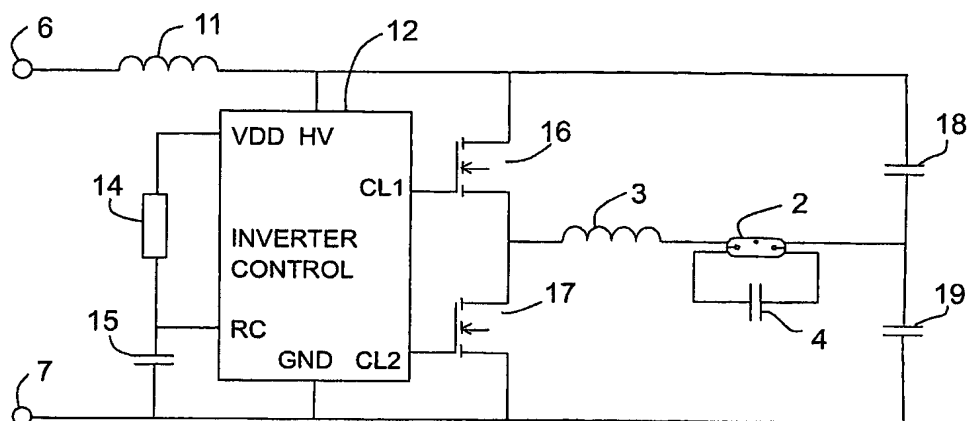 6
11
12
VDD HV
16
18
CL1
14
3
2
INVERTER
CONTROL
17
19
15
RC
4
GND CL2
7